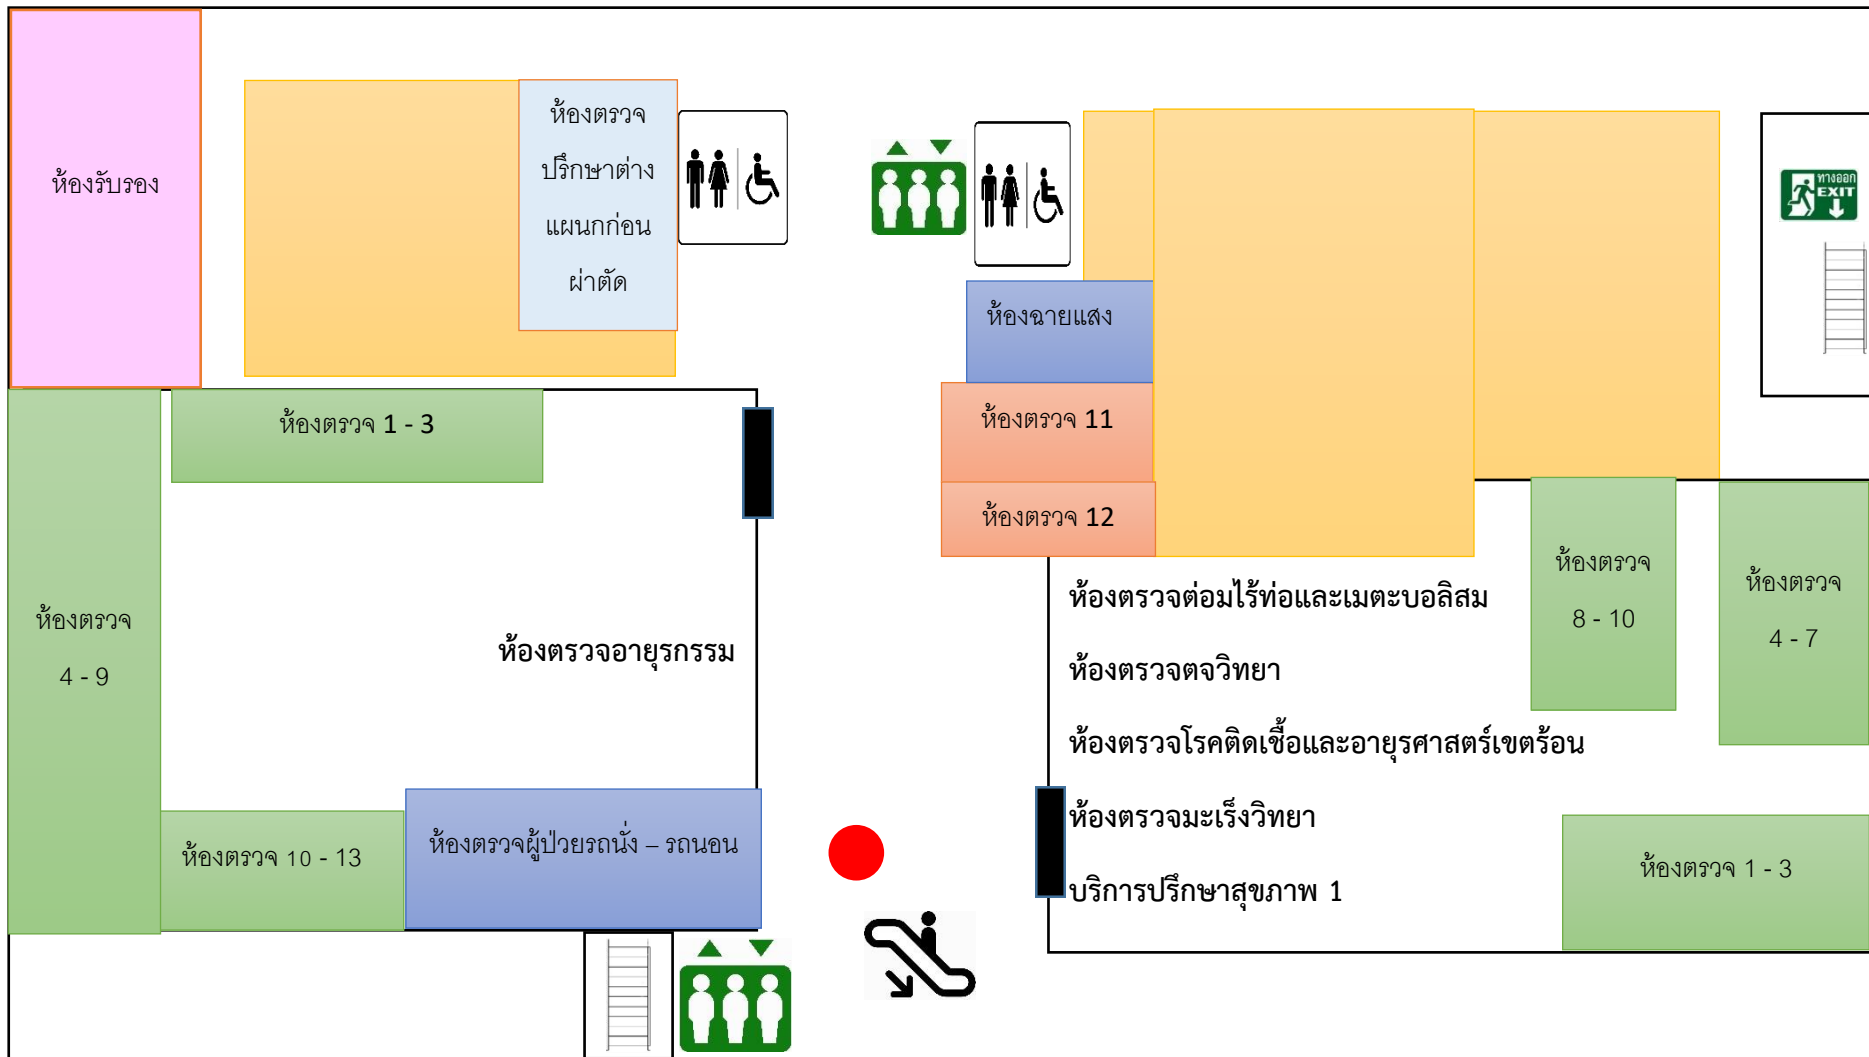 ห้องรับรอง
ห้องตรวจ
ปรึกษาต่าง
แผนกก่อน
ผ่าตัด
ทางออก
EXIT
ห้องฉายแสง
ห้องตรวจ 11
ห้องตรวจ 12
ห้องตรวจ 1 - 3
ห้องตรวจ
4 - 9
ห้องตรวจอายุรกรรม
ห้องตรวจ 10 - 13
ห้องตรวจผู้ป่วยรถนั่ง – รถนอน
ห้องตรวจต่อมไร้ท่อและเมตะบอลิสม
ห้องตรวจตจวิทยา
ห้องตรวจโรคติดเชื้อและอายุรศาสตร์เขตร้อน
ห้องตรวจมะเร็งวิทยา
บริการปรึกษาสุขภาพ 1
ห้องตรวจ
8 - 10
ห้องตรวจ
4 - 7
ห้องตรวจ 1 - 3